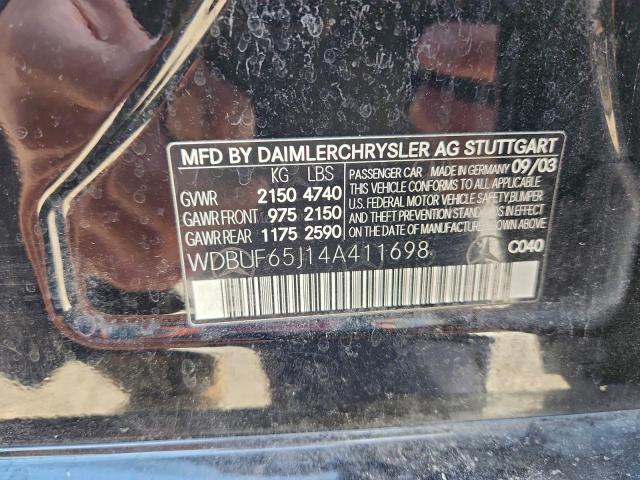 MFD BY DAIMLERCHRYSLER AG STUTTGART
KG LBS
GVWR 2150 4740
GAWR FRONT 975 2150
GAWR REAR 1175 2590
PASSENGER CAR MADE IN GERMANY 09/03
THIS VEHICLE CONFORMS TO ALL APPLICABLE
U.S. FEDERAL MOTOR VEHICLE SAFETY, BUMPER,
AND THEFT PREVENTION STANDARDS IN EFFECT
ON THE DATE OF MANUFACTURE SHOWN ABOVE.
WDBUF65J14A411698
C040